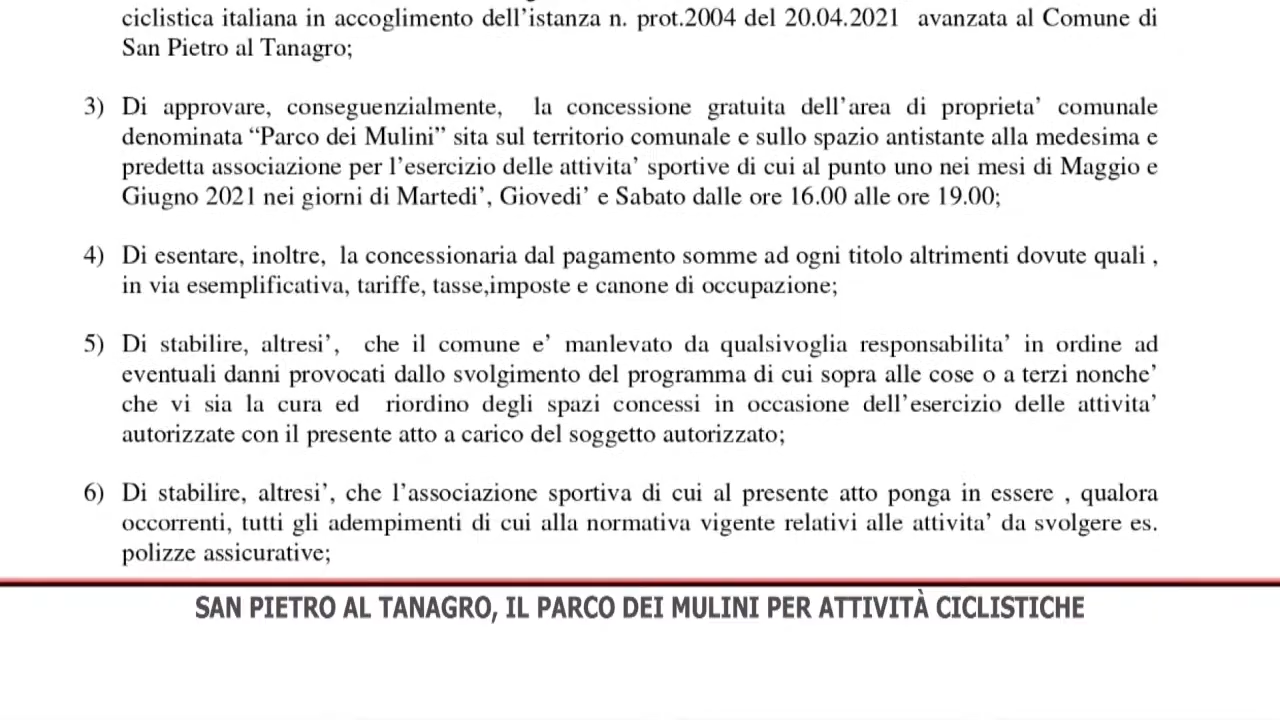 ciclistica italiana in accoglimento dell’istanza n. prot.2004 del 20.04.2021 avanzata al Comune di
San Pietro al Tanagro;
3) Di approvare, conseguenzialmente, la concessione gratuita dell’area di proprieta’ comunale
denominata “Parco dei Mulini” sita sul territorio comunale e sullo spazio antistante alla medesima e
predetta associazione per l’esercizio delle attivita’ sportive di cui al punto uno nei mesi di Maggio e
Giugno 2021 nei giorni di Martedi’, Giovedi’ e Sabato dalle ore 16.00 alle ore 19.00;
4) Di esentare, inoltre, la concessionaria dal pagamento somme ad ogni titolo altrimenti dovute quali ,
in via esemplificativa, tariffe, tasse,imposte e canone di occupazione;
5) Di stabilire, altresi’, che il comune e’ manlevato da qualsivoglia responsabilita’ in ordine ad
eventuali danni provocati dallo svolgimento del programma di cui sopra alle cose o a terzi nonche’
che vi sia la cura ed riordino degli spazi concessi in occasione dell’esercizio delle attivita’
autorizzate con il presente atto a carico del soggetto autorizzato;
6) Di stabilire, altresi’, che l’associazione sportiva di cui al presente atto ponga in essere , qualora
occorrenti, tutti gli adempimenti di cui alla normativa vigente relativi alle attivita’ da svolgere es.
polizze assicurative;
SAN PIETRO AL TANAGRO, IL PARCO DEI MULINI PER ATTIVITÀ CICLISTICHE